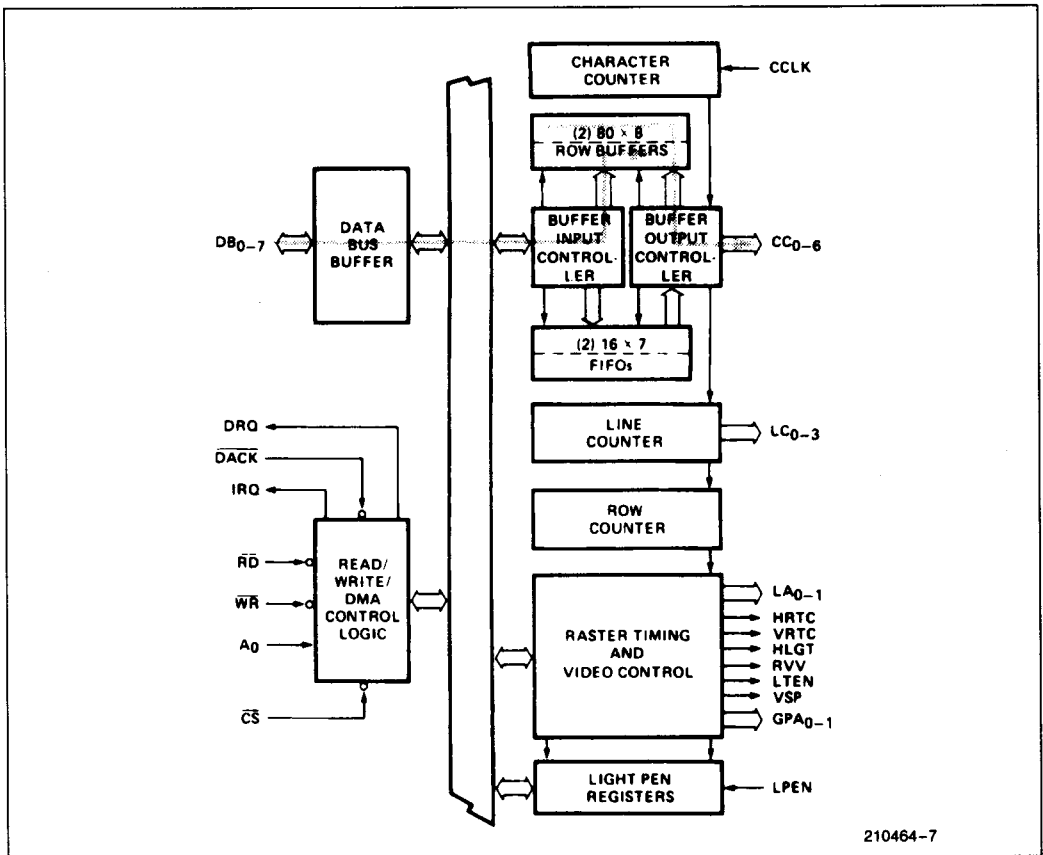 CHARACTER
COUNTER
CCLK
(2) 80 × 8
ROW BUFFERS
DATA
BUS
BUFFER
DB0–7
BUFFER
INPUT
CONTROL-
LER
BUFFER
OUTPUT
CONTROL-
LER
CC0–6
(2) 16 × 7
FIFOs
LINE
COUNTER
LC0–3
ROW
COUNTER
DRQ
DACK
IRQ
RD
WR
A0
CS
READ/
WRITE/
DMA
CONTROL
LOGIC
RASTER TIMING
AND
VIDEO CONTROL
LA0–1
HRTC
VRTC
HLGT
RVV
LTEN
VSP
GPA0–1
LIGHT PEN
REGISTERS
LPEN
210464–7